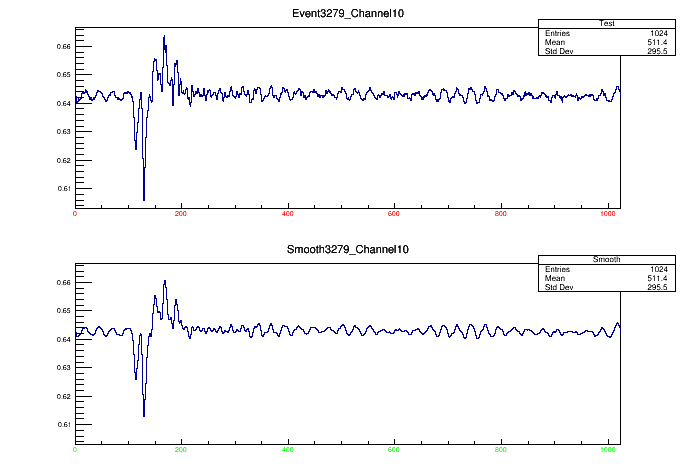 Event3279_Channel10
Test
Entries 1024
Mean 511.4
Std Dev 295.5
0.66
0.65
0.64
0.63
0.62
0.61
0 200 400 600 800 1000
Smooth3279_Channel10
Smooth
Entries 1024
Mean 511.4
Std Dev 295.5
0.66
0.65
0.64
0.63
0.62
0.61
0 200 400 600 800 1000